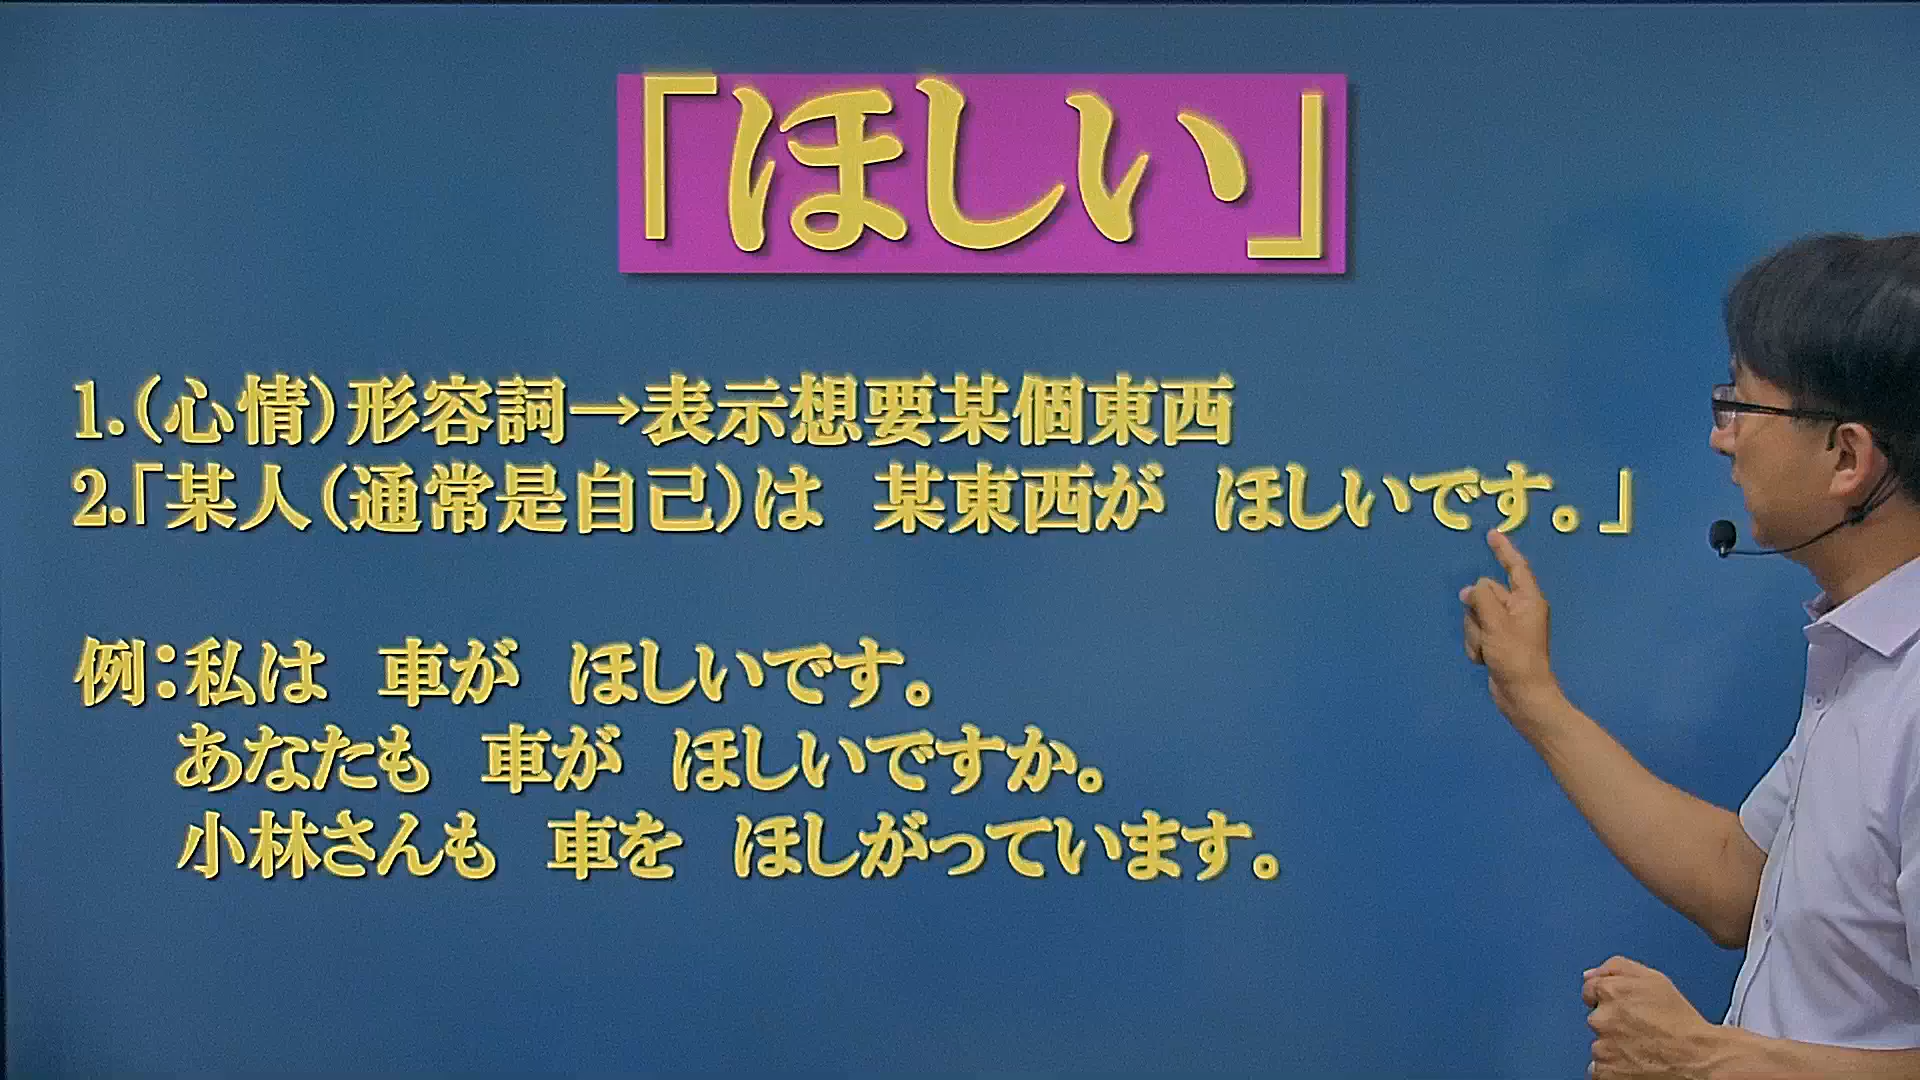 「ほしい」
1.(心情)形容詞→表示想要某個東西
2.「某人(通常是自己)は　某東西が　ほしいです。」
例：私は　車が　ほしいです。
あなたも　車が　ほしいですか。
小林さんも　車を　ほしがっています。